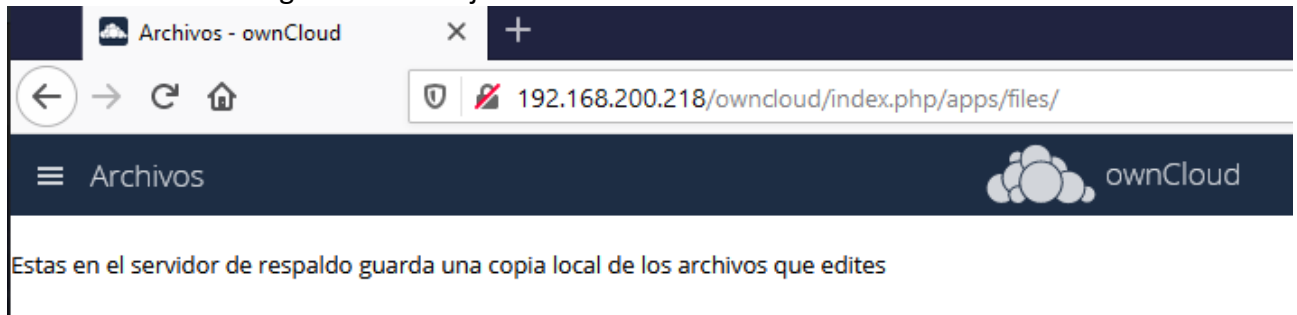 Archivos - ownCloud
192.168.200.218/owncloud/index.php/apps/files/
Archivos
ownCloud
Estas en el servidor de respaldo guarda una copia local de los archivos que edites